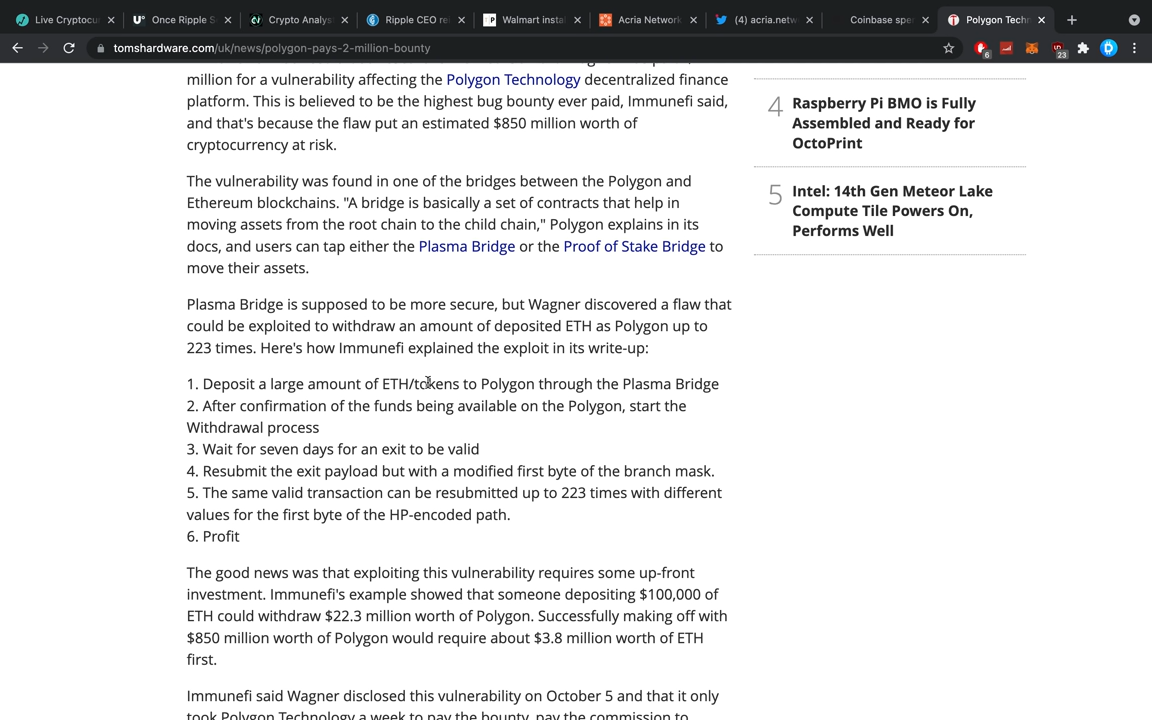 Live Cryptocur
Once Ripple S
Crypto Analys
Ripple CEO re
Walmart insta
Acria Network
(4) acria.netw
Coinbase spe
Polygon Techn
tomshardware.com/uk/news/polygon-pays-2-million-bounty
6
23
million for a vulnerability affecting the Polygon Technology decentralized finance
platform. This is believed to be the highest bug bounty ever paid, Immunefi said,
and that's because the flaw put an estimated $850 million worth of
cryptocurrency at risk.
The vulnerability was found in one of the bridges between the Polygon and
Ethereum blockchains. "A bridge is basically a set of contracts that help in
moving assets from the root chain to the child chain," Polygon explains in its
docs, and users can tap either the Plasma Bridge or the Proof of Stake Bridge to
move their assets.
Plasma Bridge is supposed to be more secure, but Wagner discovered a flaw that
could be exploited to withdraw an amount of deposited ETH as Polygon up to
223 times. Here's how Immunefi explained the exploit in its write-up:
1. Deposit a large amount of ETH/tokens to Polygon through the Plasma Bridge
2. After confirmation of the funds being available on the Polygon, start the
Withdrawal process
3. Wait for seven days for an exit to be valid
4. Resubmit the exit payload but with a modified first byte of the branch mask.
5. The same valid transaction can be resubmitted up to 223 times with different
values for the first byte of the HP-encoded path.
6. Profit
The good news was that exploiting this vulnerability requires some up-front
investment. Immunefi's example showed that someone depositing $100,000 of
ETH could withdraw $22.3 million worth of Polygon. Successfully making off with
$850 million worth of Polygon would require about $3.8 million worth of ETH
first.
Immunefi said Wagner disclosed this vulnerability on October 5 and that it only
took Polygon Technology a week to pay the bounty, pay the commission to
4 Raspberry Pi BMO is Fully
Assembled and Ready for
OctoPrint
5 Intel: 14th Gen Meteor Lake
Compute Tile Powers On,
Performs Well